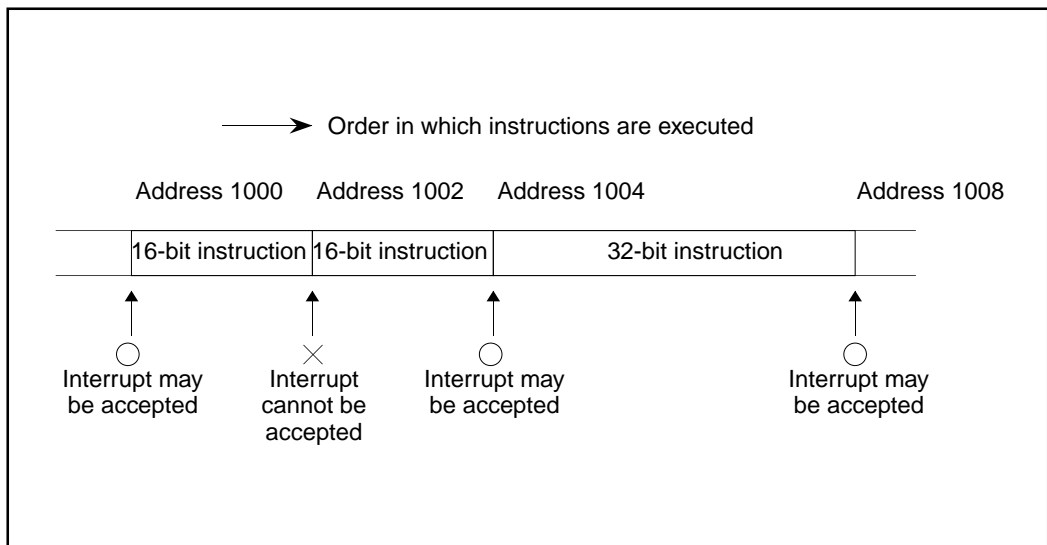 Order in which instructions are executed
Address 1000 Address 1002 Address 1004 Address 1008
16-bit instruction 16-bit instruction 32-bit instruction
Interrupt may be accepted
Interrupt cannot be accepted
Interrupt may be accepted
Interrupt may be accepted